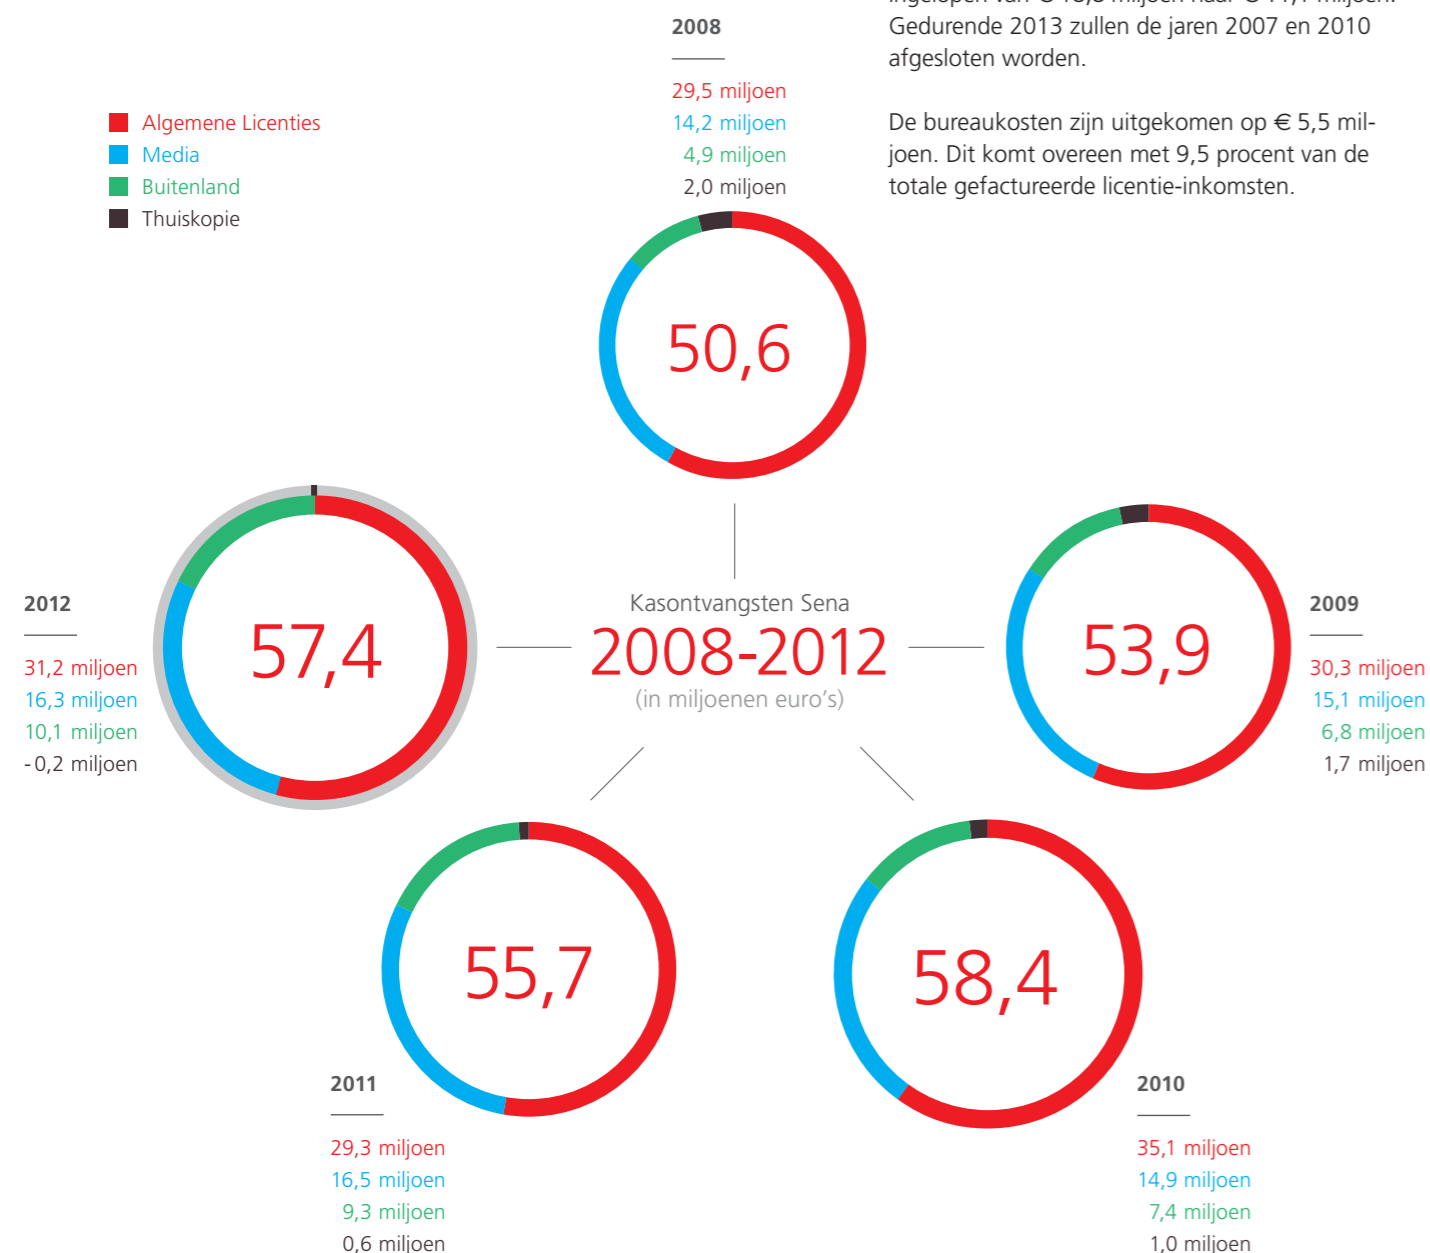 Gedurende 2013 zullen de jaren 2007 en 2010
afgesloten worden.
De bureaukosten zijn uitgekomen op € 5,5 mil-
joen. Dit komt overeen met 9,5 procent van de
totale gefactureerde licentie-inkomsten.
Algemene Licenties
Media
Buitenland
Thuiskopie
2008
29,5 miljoen
14,2 miljoen
4,9 miljoen
2,0 miljoen
50,6
Kasontvangsten Sena
2008-2012
(in miljoenen euro's)
2012
31,2 miljoen
16,3 miljoen
10,1 miljoen
-0,2 miljoen
57,4
53,9
2009
30,3 miljoen
15,1 miljoen
6,8 miljoen
1,7 miljoen
55,7
2011
29,3 miljoen
16,5 miljoen
9,3 miljoen
0,6 miljoen
58,4
2010
35,1 miljoen
14,9 miljoen
7,4 miljoen
1,0 miljoen